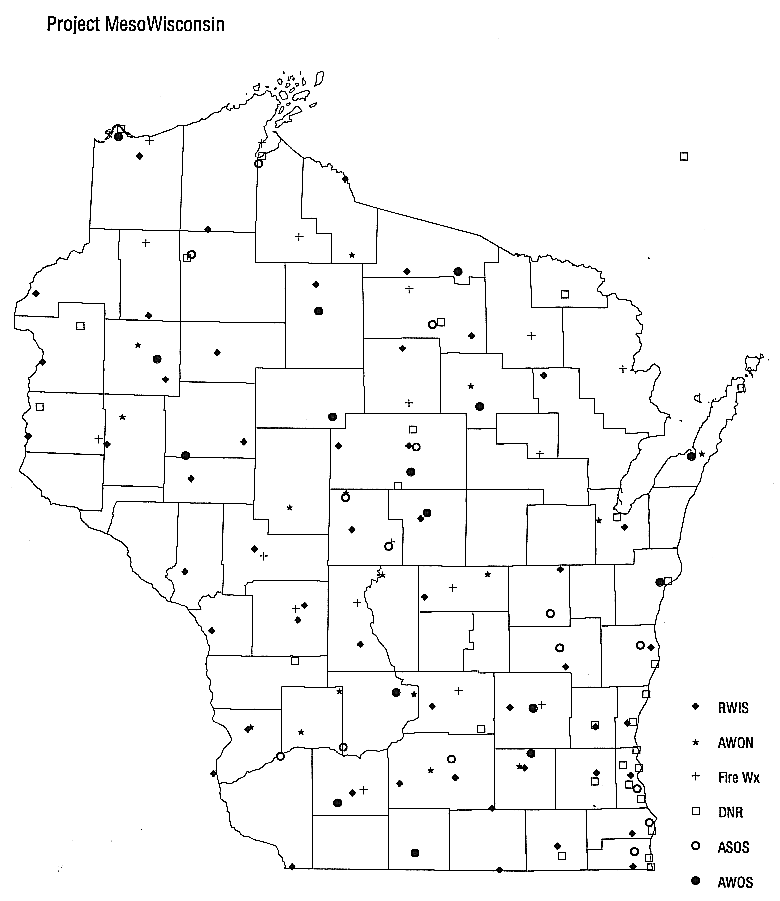 Project MesoWisconsin
RWIS
AWON
Fire Wx
DNR
ASOS
AWOS